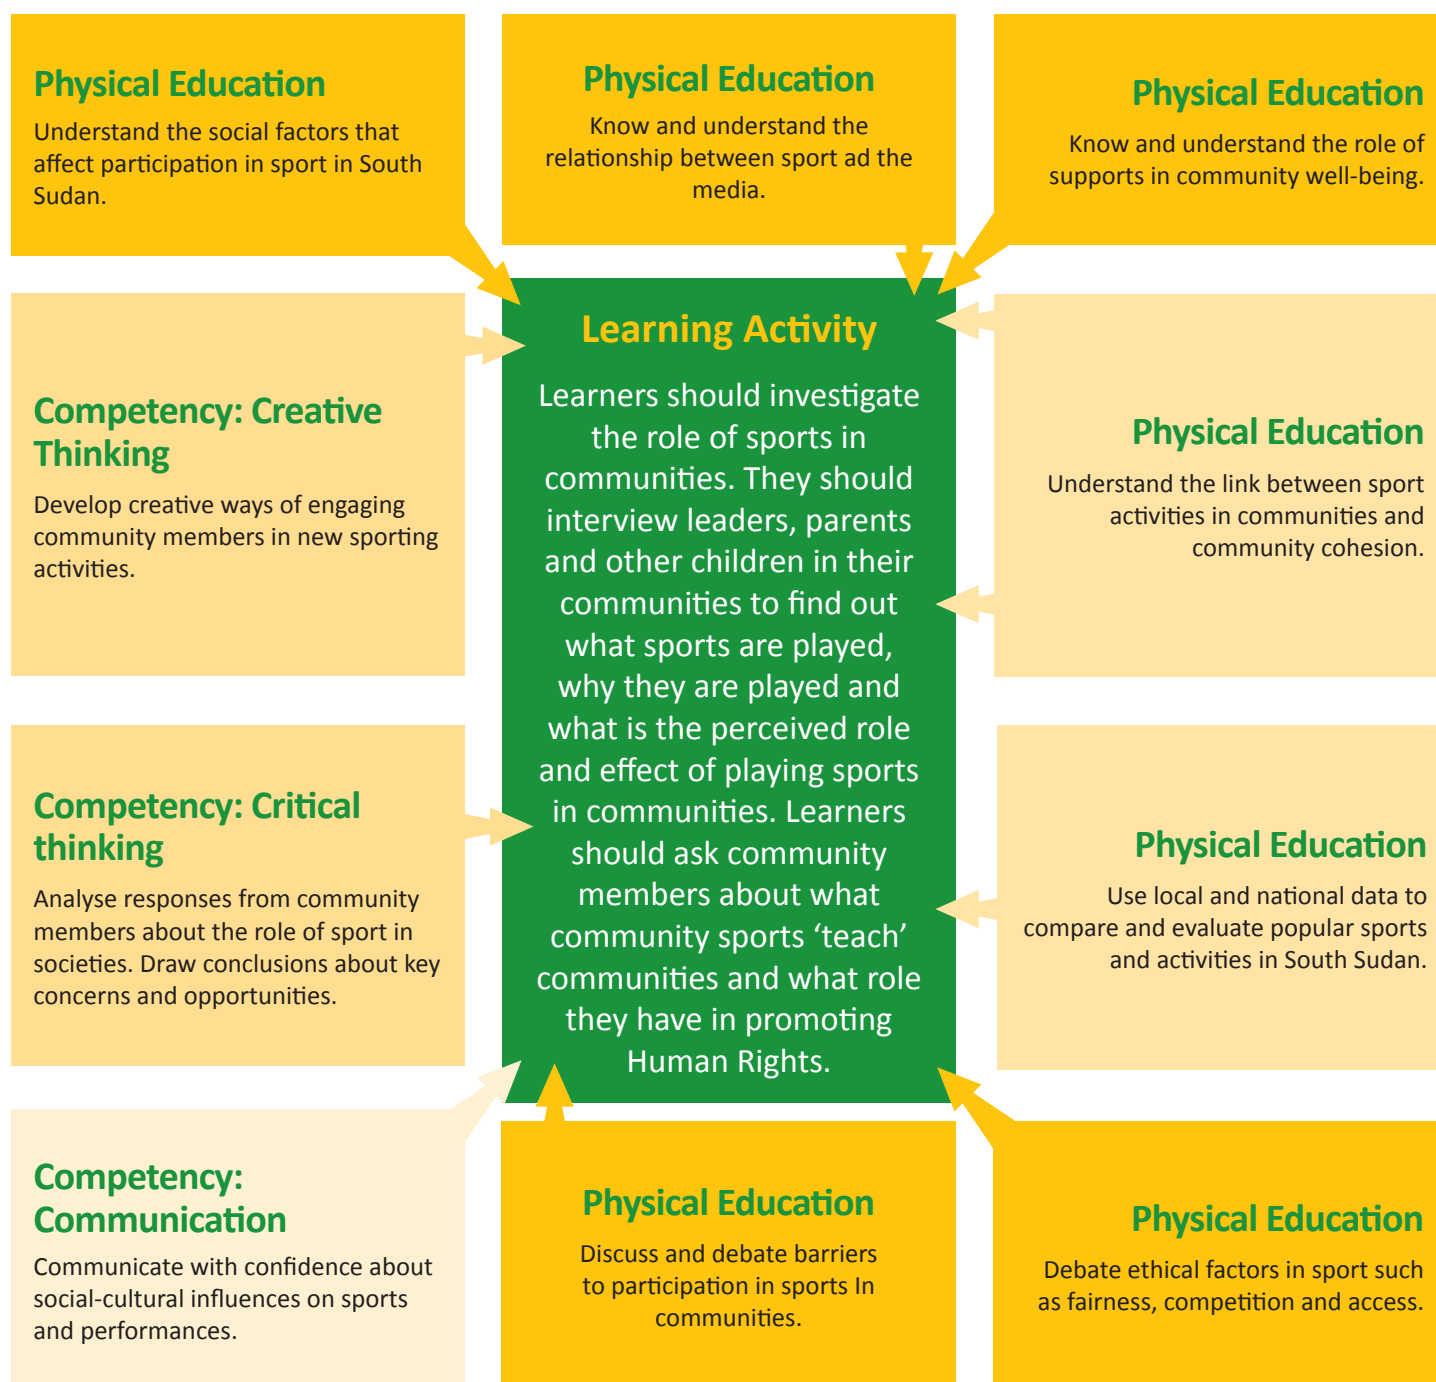 Physical Education
Understand the social factors that
affect participation in sport in South
Sudan.
Physical Education
Know and understand the
relationship between sport ad the
media.
Physical Education
Know and understand the role of
supports in community well-being.
Competency: Creative
Thinking
Develop creative ways of engaging
community members in new sporting
activities.
Learning Activity
Learners should investigate
the role of sports in
communities. They should
interview leaders, parents
and other children in their
communities to find out
what sports are played,
why they are played and
what is the perceived role
and effect of playing sports
in communities. Learners
should ask community
members about what
community sports ‘teach’
communities and what role
they have in promoting
Human Rights.
Physical Education
Understand the link between sport
activities in communities and
community cohesion.
Competency: Critical
thinking
Analyse responses from community
members about the role of sport in
societies. Draw conclusions about key
concerns and opportunities.
Physical Education
Use local and national data to
compare and evaluate popular sports
and activities in South Sudan.
Competency:
Communication
Communicate with confidence about
social-cultural influences on sports
and performances.
Physical Education
Discuss and debate barriers
to participation in sports In
communities.
Physical Education
Debate ethical factors in sport such
as fairness, competition and access.